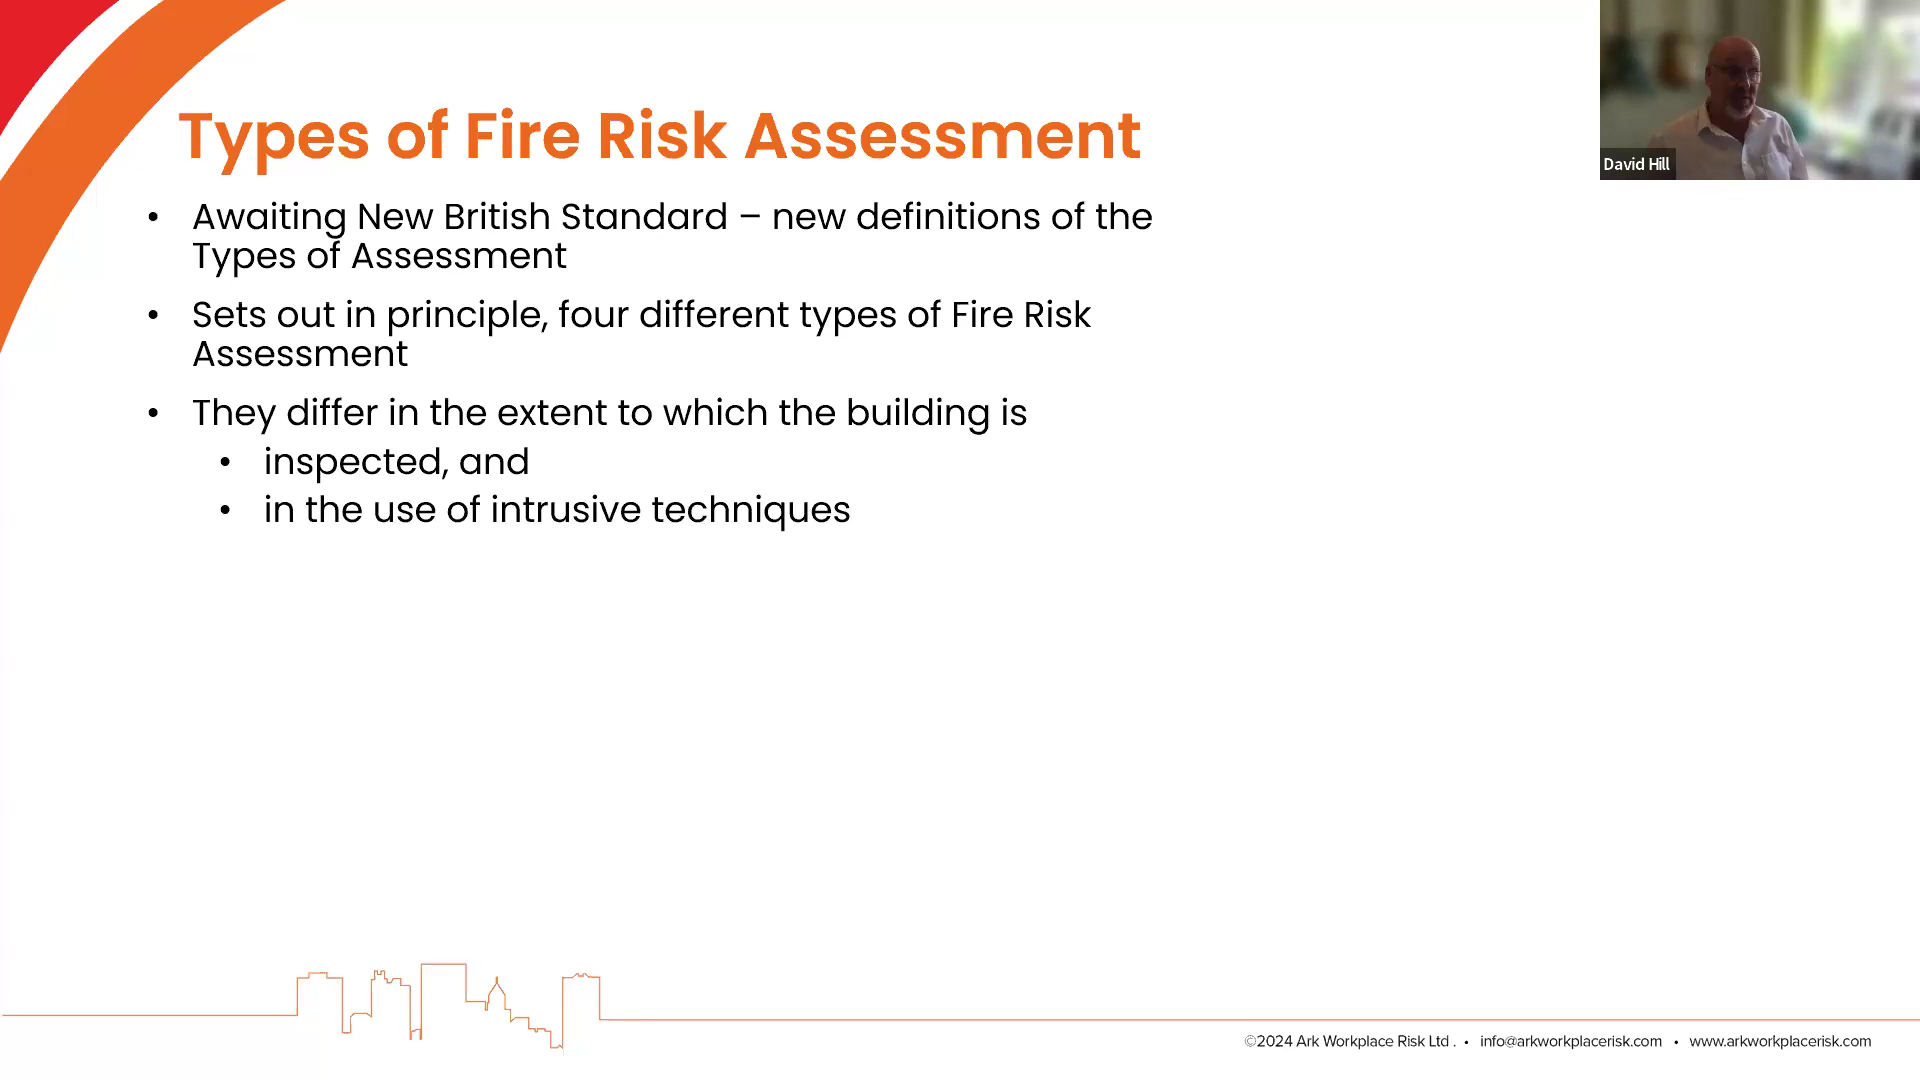 Types of Fire Risk Assessment
David Hill
• Awaiting New British Standard – new definitions of the
Types of Assessment
• Sets out in principle, four different types of Fire Risk
Assessment
• They differ in the extent to which the building is
• inspected, and
• in the use of intrusive techniques
©2024 Ark Workplace Risk Ltd . • info@arkworkplacerisk.com • www.arkworkplacerisk.com